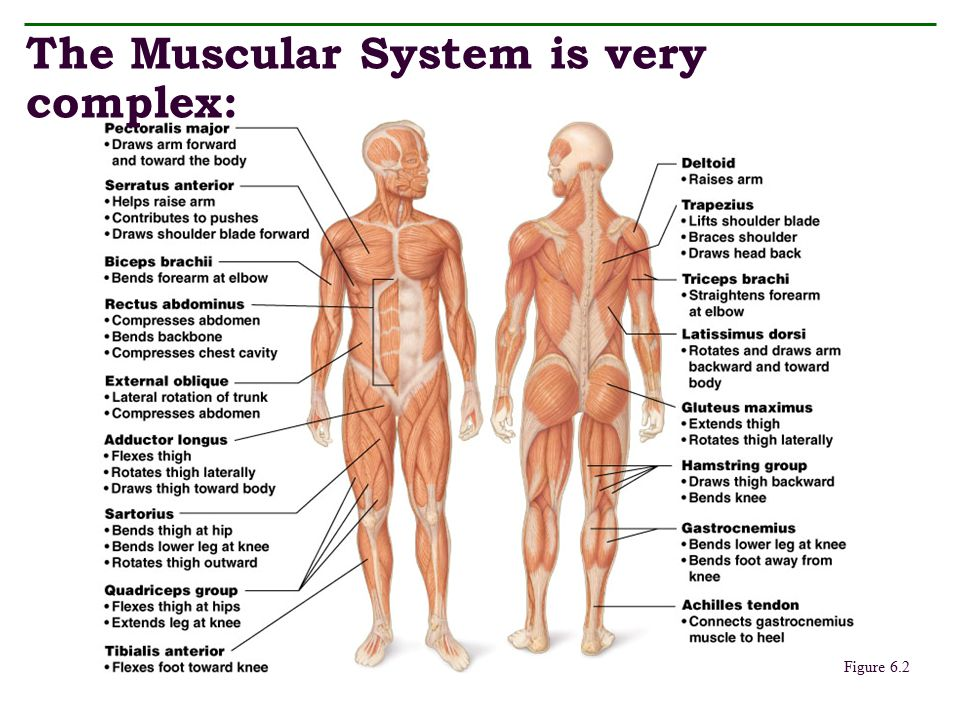 The Muscular System is very
complex:
Pectoralis major
• Draws arm forward
and toward the body
Serratus anterior
• Helps raise arm
• Contributes to pushes
• Draws shoulder blade forward
Biceps brachii
• Bends forearm at elbow
Rectus abdominus
• Compresses abdomen
• Bends backbone
• Compresses chest cavity
External oblique
• Lateral rotation of trunk
• Compresses abdomen
Adductor longus
• Flexes thigh
• Rotates thigh laterally
• Draws thigh toward body
Sartorius
• Bends thigh at hip
• Bends lower leg at knee
• Rotates thigh outward
Quadriceps group
• Flexes thigh at hips
• Extends leg at knee
Tibialis anterior
• Flexes foot toward knee
Deltoid
• Raises arm
Trapezius
• Lifts shoulder blade
• Braces shoulder
• Draws head back
Triceps brachi
• Straightens forearm
at elbow
Latissimus dorsi
• Rotates and draws arm
backward and toward
body
Gluteus maximus
• Extends thigh
• Rotates thigh laterally
Hamstring group
• Draws thigh backward
• Bends knee
Gastrocnemius
• Bends lower leg at knee
• Bends foot away from
knee
Achilles tendon
• Connects gastrocnemius
muscle to heel
Figure 6.2